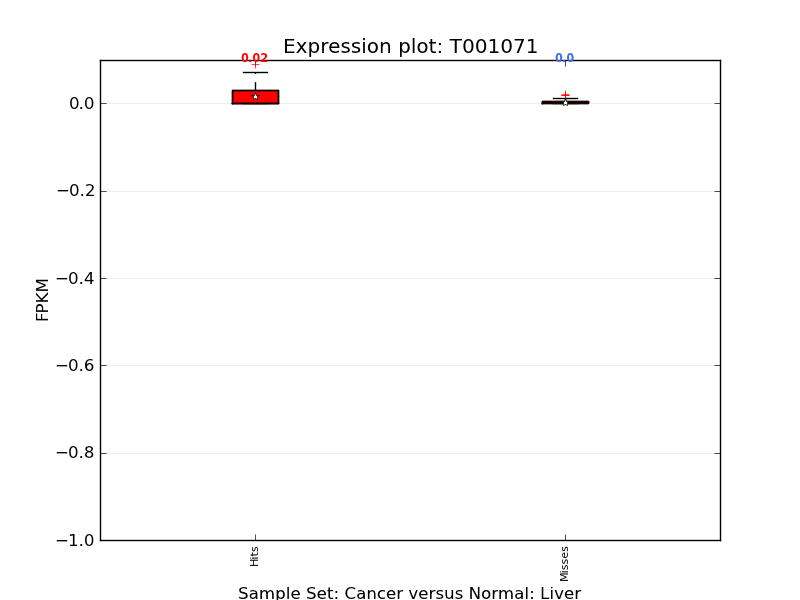 Expression plot: T001071
0.02
0.0
0.0
−0.2
−0.4
−0.6
−0.8
−1.0
FPKM
Hits
Misses
Sample Set: Cancer versus Normal: Liver